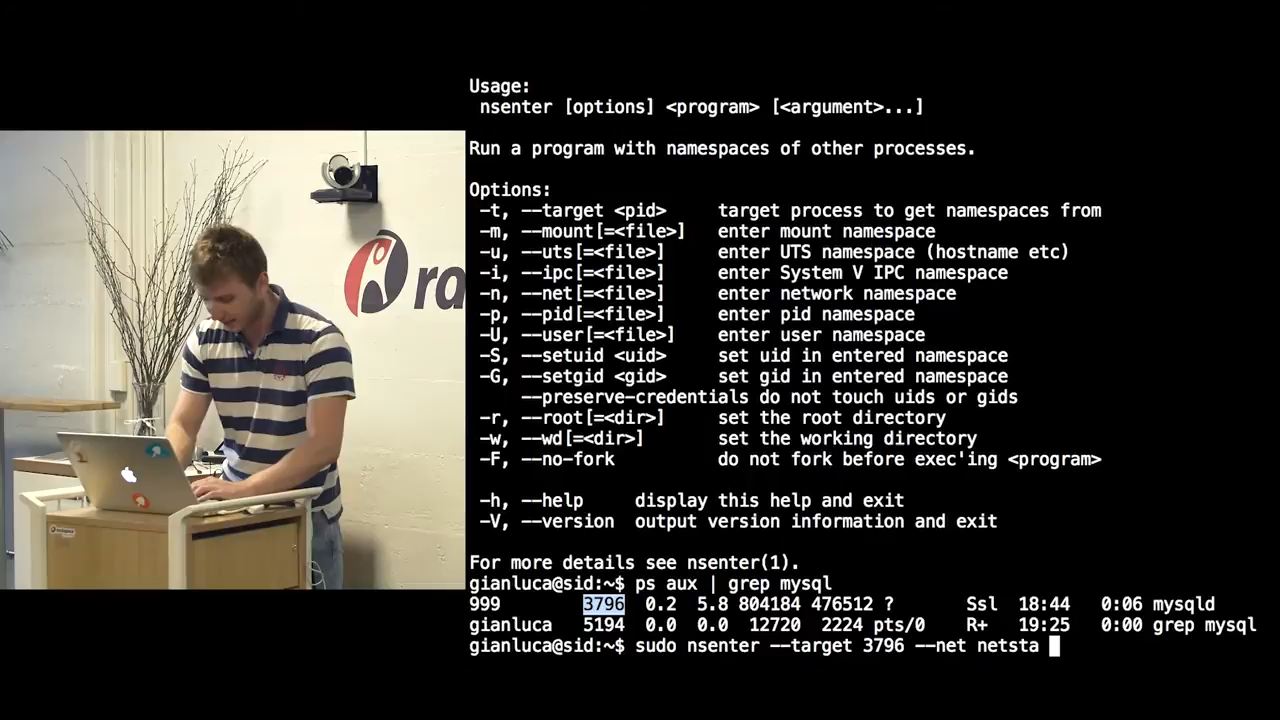 Usage:
nsenter [options] <program> [<argument>...]
Run a program with namespaces of other processes.
Options:
-t, --target <pid>     target process to get namespaces from
-m, --mount[=<file>]   enter mount namespace
-u, --uts[=<file>]     enter UTS namespace (hostname etc)
-i, --ipc[=<file>]     enter System V IPC namespace
-n, --net[=<file>]     enter network namespace
-p, --pid[=<file>]     enter pid namespace
-U, --user[=<file>]    enter user namespace
-S, --setuid <uid>     set uid in entered namespace
-G, --setgid <gid>     set gid in entered namespace
--preserve-credentials do not touch uids or gids
-r, --root[=<dir>]     set the root directory
-w, --wd[=<dir>]       set the working directory
-F, --no-fork          do not fork before exec'ing <program>
-h, --help     display this help and exit
-V, --version  output version information and exit
For more details see nsenter(1).
gianluca@sid:~$ ps aux | grep mysql
999        3796  0.2  5.8 804184 476512 ?       Ssl  18:44   0:06 mysqld
gianluca   5194  0.0  0.0  12720  2224 pts/0    R+   19:25   0:00 grep mysql
gianluca@sid:~$ sudo nsenter --target 3796 --net netsta
ra